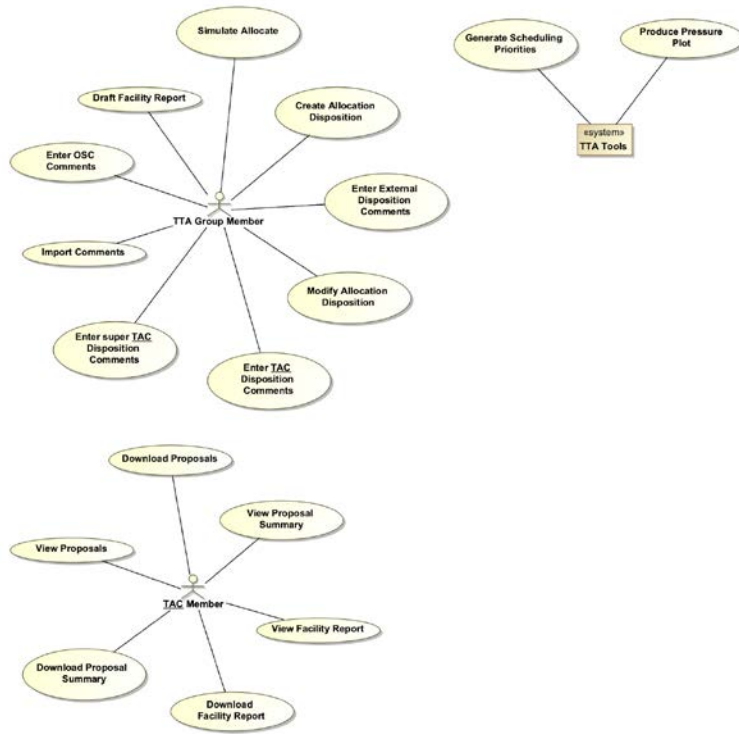 Simulate Allocate
Generate Scheduling
Priorities
Produce Pressure
Plot
Draft Facility Report
Create Allocation
Disposition
«system»
TTA Tools
Enter OSC
Comments
Enter External
Disposition
Comments
TTA Group Member
Import Comments
Modify Allocation
Disposition
Enter super TAC
Disposition
Comments
Enter TAC
Disposition
Comments
Download Proposals
View Proposal
Summary
View Proposals
TAC Member
View Facility Report
Download Proposal
Summary
Download
Facility Report